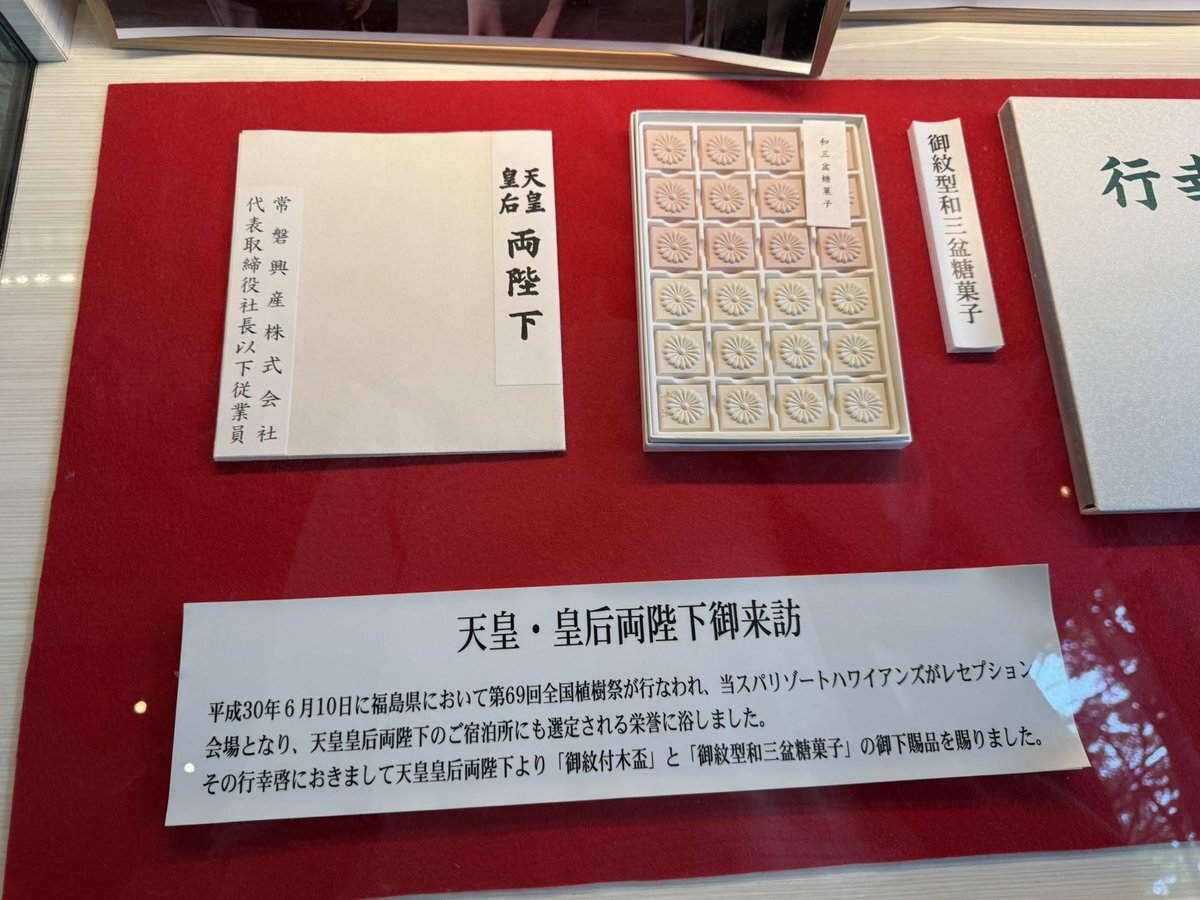 天皇
皇后
両陛下
常磐興産株式会社
代表取締役社長以下従業員
和三盆糖菓子
御紋型和三盆糖菓子
行幸
天皇・皇后両陛下御来訪
平成30年6月10日に福島県において第69回全国植樹祭が行なわれ、当スパリゾートハワイアンズがレセプション
会場となり、天皇皇后両陛下のご宿泊所にも選定される栄誉に浴しました。
その行幸啓におきまして天皇皇后両陛下より「御紋付木盃」と「御紋型和三盆糖菓子」の御下賜品を賜りました。